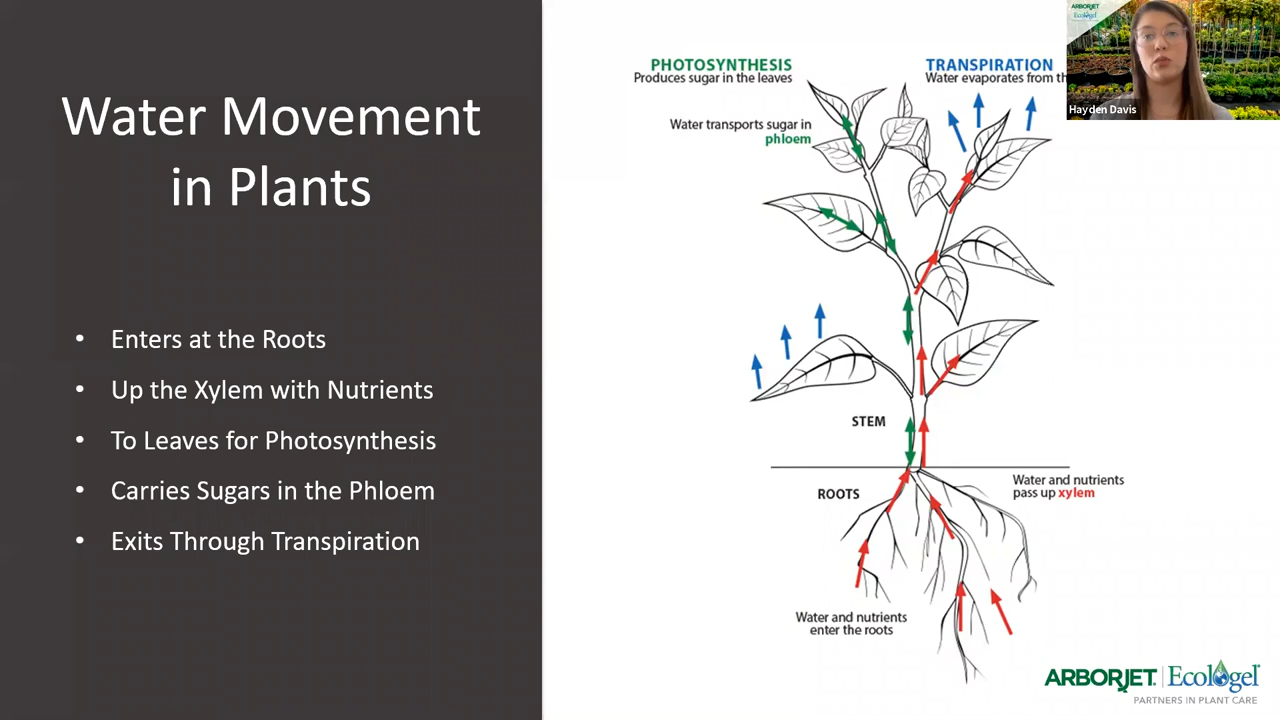 Water Movement
in Plants
• Enters at the Roots
• Up the Xylem with Nutrients
• To Leaves for Photosynthesis
• Carries Sugars in the Phloem
• Exits Through Transpiration
PHOTOSYNTHESIS
Produces sugar in the leaves
Water transports sugar in
phloem
TRANSPIRATION
Water evaporates from th
STEM
ROOTS
Water and nutrients
pass up xylem
Water and nutrients
enter the roots
ARBORJET
Ecologel
Hayden Davis
ARBORJET | Ecologel
PARTNERS IN PLANT CARE